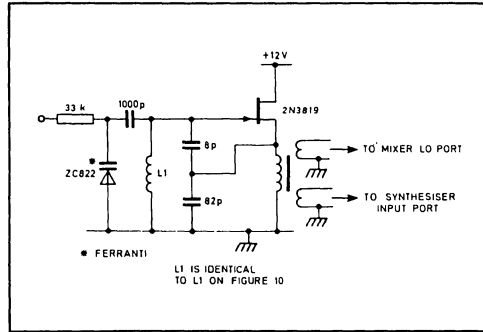 +12V
33k
1000p
2N3819
8p
TO MIXER LO PORT
*
ZC822
L1
82p
TO SYNTHESISER
INPUT PORT
* FERRANTI
L1 IS IDENTICAL
TO L1 ON FIGURE 10